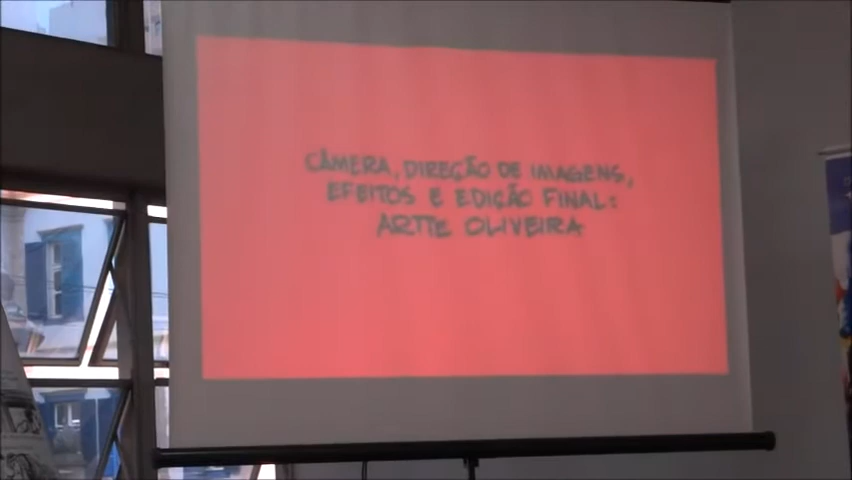 CÂMERA, DIREÇÃO DE IMAGENS,
EFEITOS E EDIÇÃO FINAL:
ARTTE OLIVEIRA